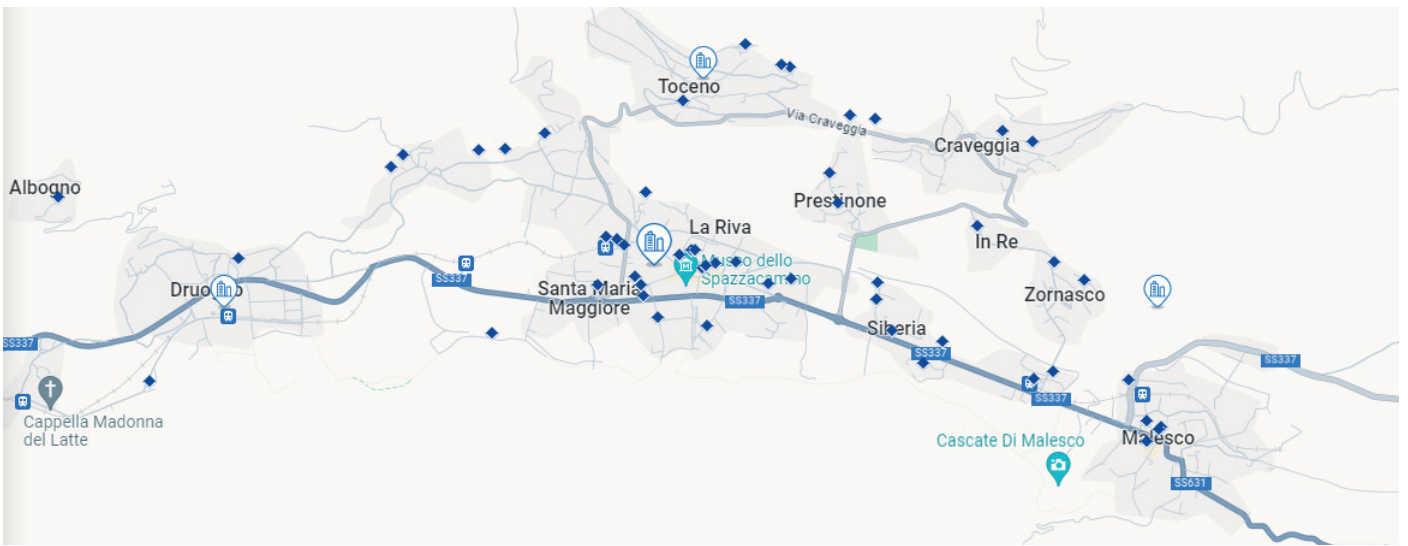 Toceno
Via Craveggia
Craveggia
Albogno
Prestinone
La Riva
In Re
Museo dello
Spazzacamino
SS337
Druogno
Santa Maria
Maggiore
Zornasco
SS337
SS337
Siberia
SS337
SS337
SS337
Cappella Madonna
del Latte
Cascate Di Malesco
Malesco
SS631